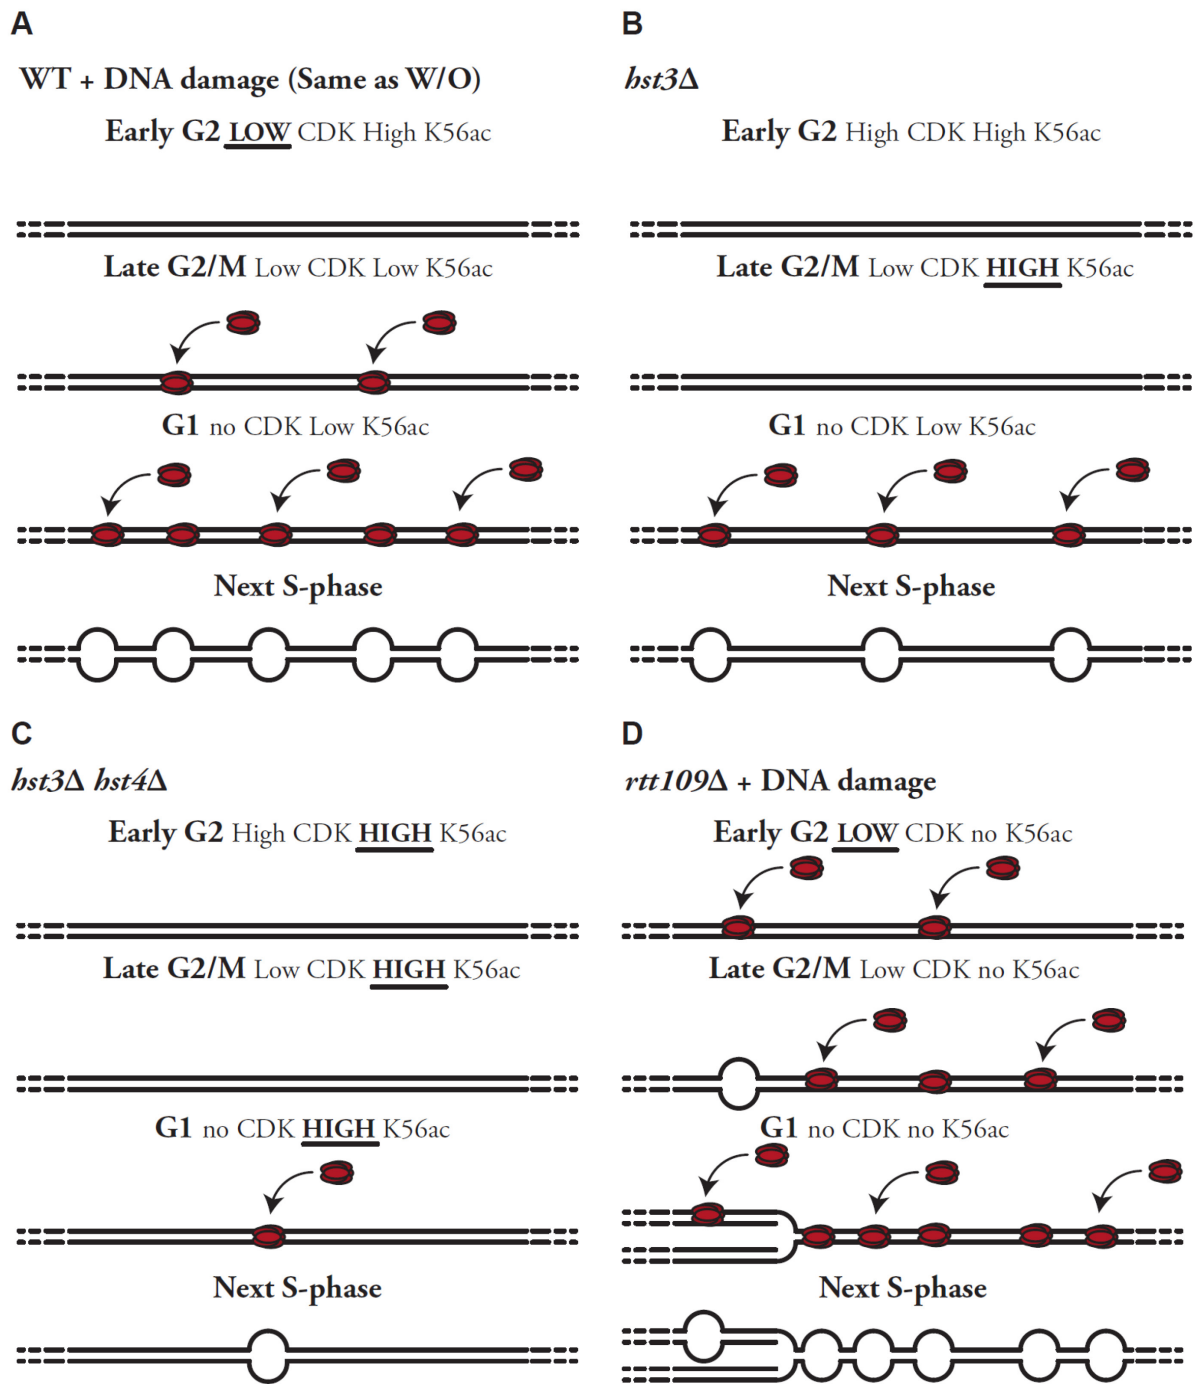 A
WT + DNA damage (Same as W/O)
Early G2 LOW CDK High K56ac
Late G2/M Low CDK Low K56ac
G1 no CDK Low K56ac
Next S-phase
B
hst3Δ
Early G2 High CDK High K56ac
Late G2/M Low CDK HIGH K56ac
G1 no CDK Low K56ac
Next S-phase
C
hst3Δ hst4Δ
Early G2 High CDK HIGH K56ac
Late G2/M Low CDK HIGH K56ac
G1 no CDK HIGH K56ac
Next S-phase
D
rtt109Δ + DNA damage
Early G2 LOW CDK no K56ac
Late G2/M Low CDK no K56ac
G1 no CDK no K56ac
Next S-phase